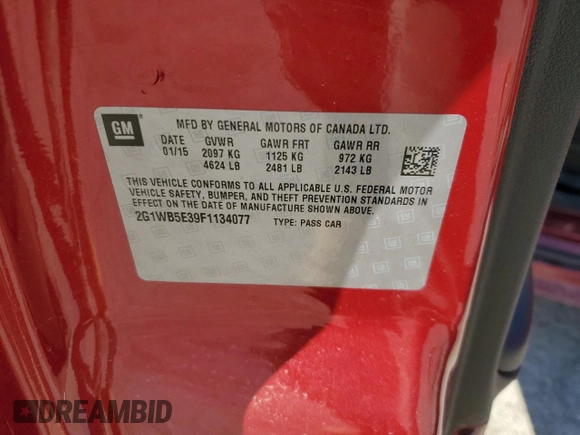 GM
MFD BY GENERAL MOTORS OF CANADA LTD.
DATE GVWR GAWR FRT GAWR RR
01/15 2097 KG 1125 KG 972 KG
4624 LB 2481 LB 2143 LB
THIS VEHICLE CONFORMS TO ALL APPLICABLE U.S. FEDERAL MOTOR
VEHICLE SAFETY, BUMPER, AND THEFT PREVENTION STANDARDS IN
EFFECT ON THE DATE OF MANUFACTURE SHOWN ABOVE.
2G1WB5E39F1134077 TYPE: PASS CAR
DREAMBID